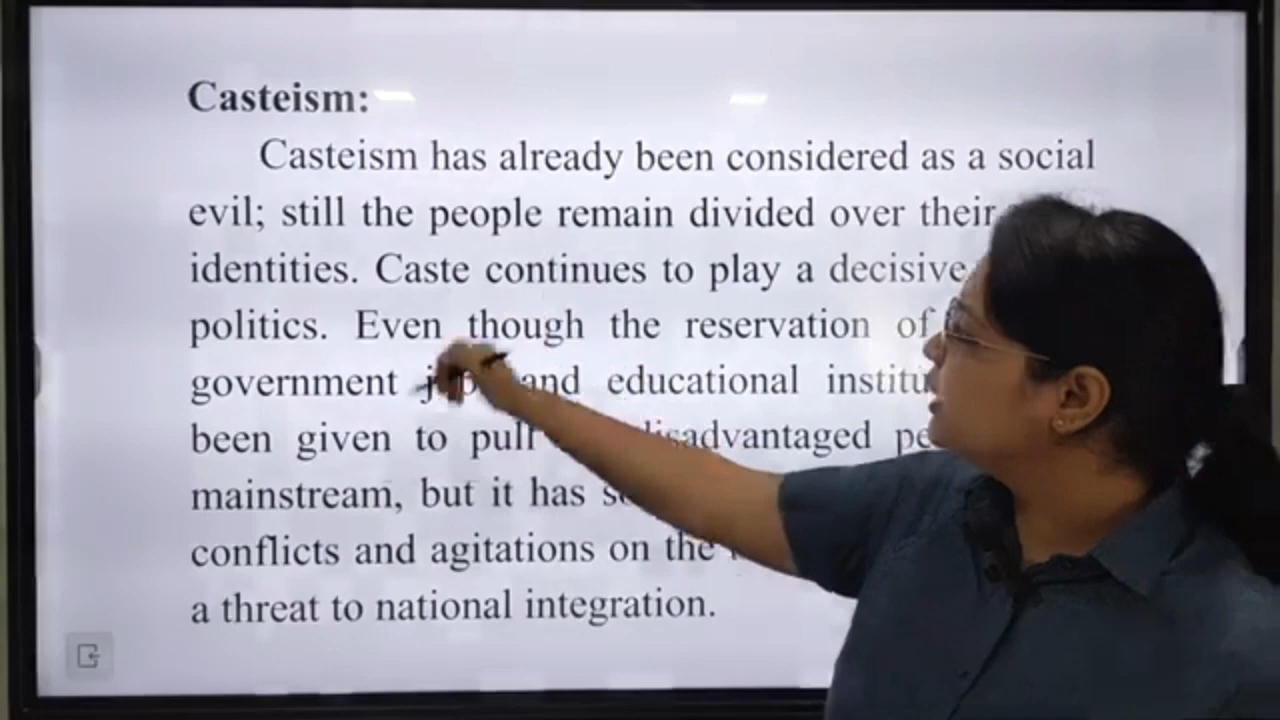 Casteism:
Casteism has already been considered as a social
evil; still the people remain divided over their
identities. Caste continues to play a decisive
politics. Even though the reservation of
government and educational
been given to pull disadvantaged
mainstream, but it has
conflicts and agitations on the
a threat to national integration.